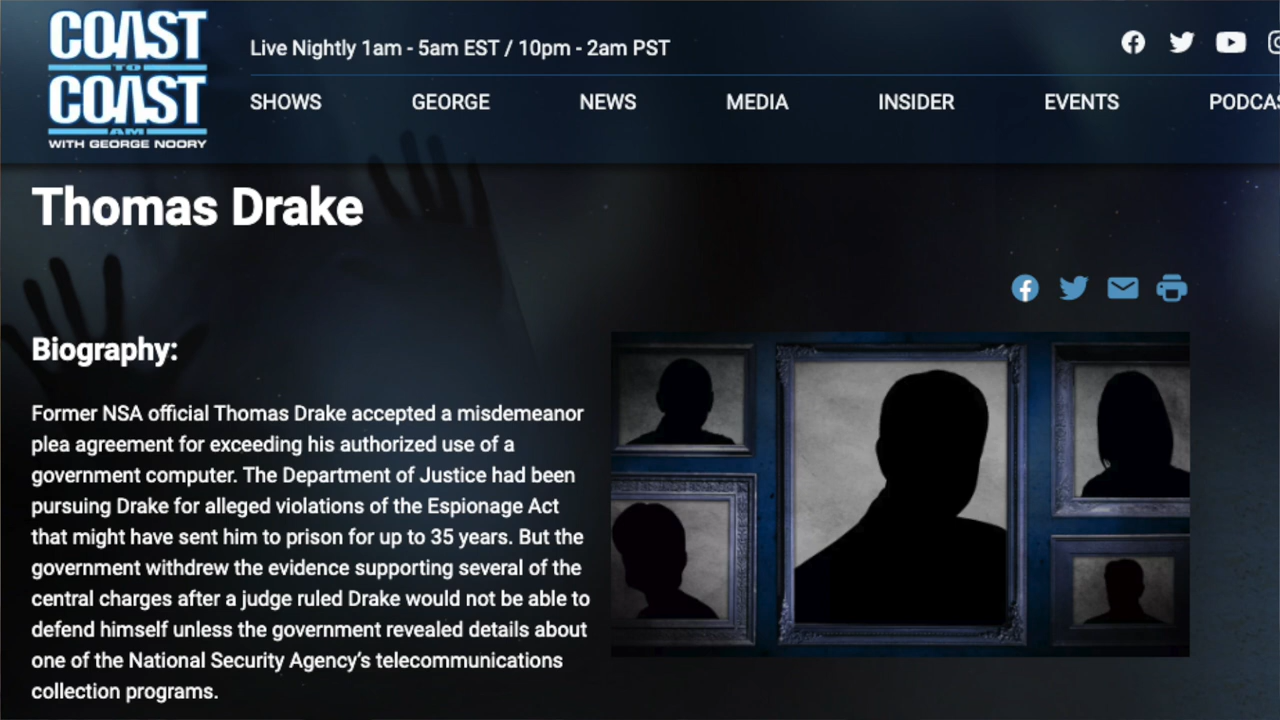 COAST
TO
COAST
AM
WITH GEORGE NOORY
Live Nightly 1am - 5am EST / 10pm - 2am PST
SHOWS GEORGE NEWS MEDIA INSIDER EVENTS PODCAS
Thomas Drake
Biography:
Former NSA official Thomas Drake accepted a misdemeanor
plea agreement for exceeding his authorized use of a
government computer. The Department of Justice had been
pursuing Drake for alleged violations of the Espionage Act
that might have sent him to prison for up to 35 years. But the
government withdrew the evidence supporting several of the
central charges after a judge ruled Drake would not be able to
defend himself unless the government revealed details about
one of the National Security Agency's telecommunications
collection programs.